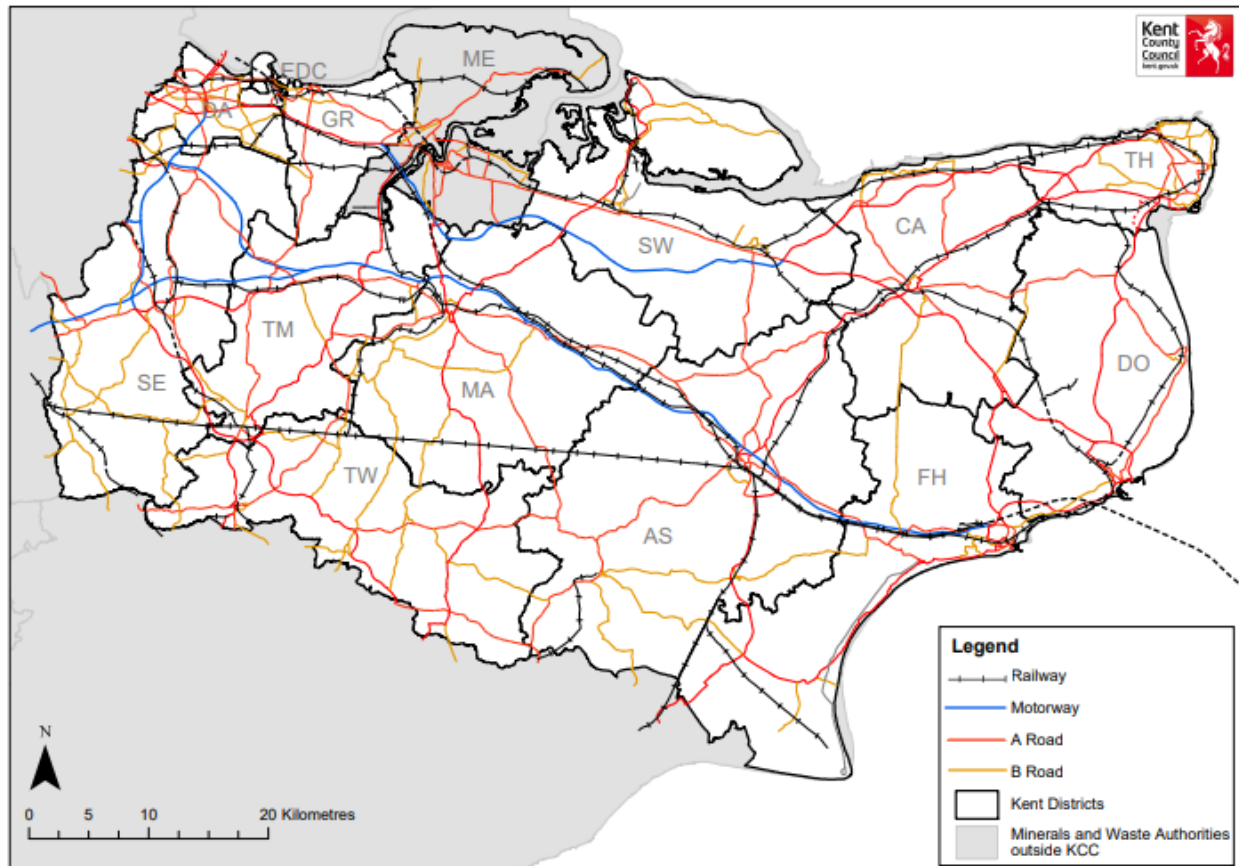 Kent
County
Council
kent.gov.uk
ME
EDC
DA
GR
TH
CA
SW
TM
SE
MA
DO
TW
FH
AS
N
0 5 10 20 Kilometres
Legend
Railway
Motorway
A Road
B Road
Kent Districts
Minerals and Waste Authorities
outside KCC